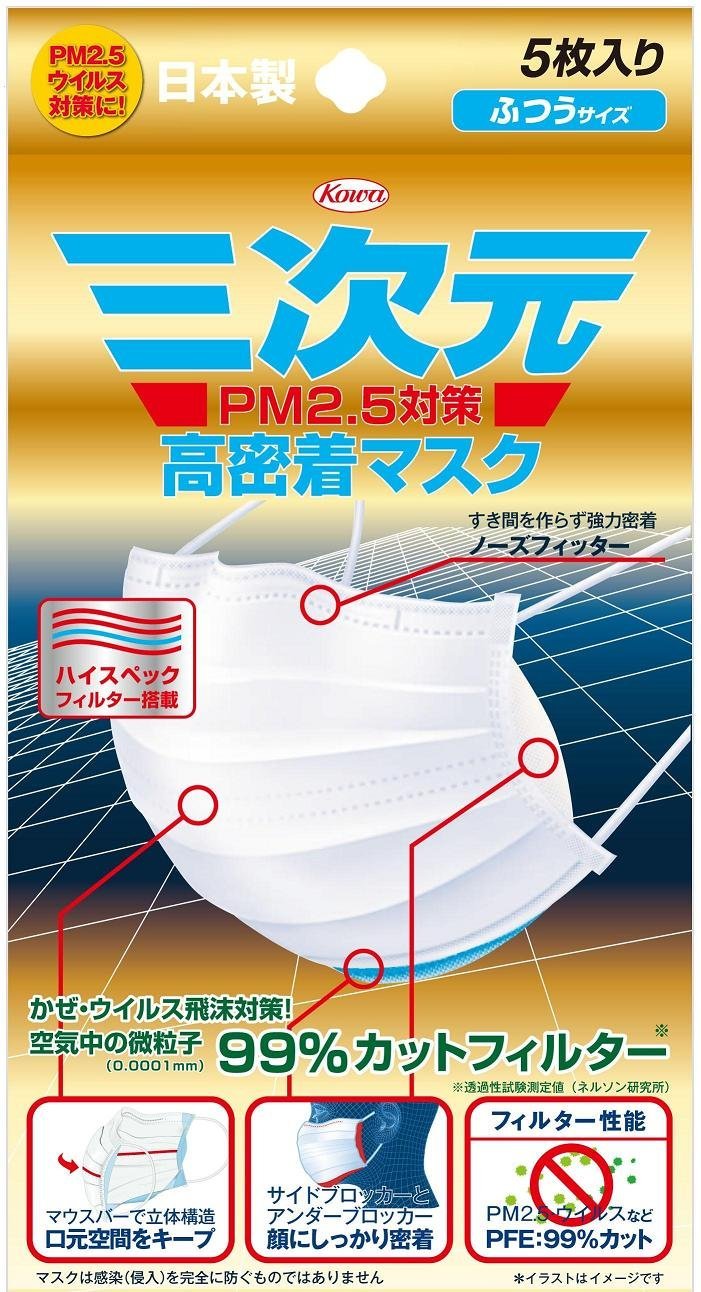 PM2.5
ウイルス
対策に!
日本製
5枚入り
ふつうサイズ
Kowa
三次元
PM2.5対策
高密着マスク
すき間を作らず強力密着
ノーズフィッター
ハイスペック
フィルター搭載
かぜ・ウイルス飛沫対策!
空気中の微粒子
(0.0001mm)
99%カットフィルター※
※透過性試験測定値(ネルソン研究所)
マウスバーで立体構造
口元空間をキープ
サイドブロッカーと
アンダーブロッカー
顔にしっかり密着
フィルター性能
PM2.5・ウイルスなど
PFE:99%カット
マスクは感染(侵入)を完全に防ぐものではありません
*イラストはイメージです